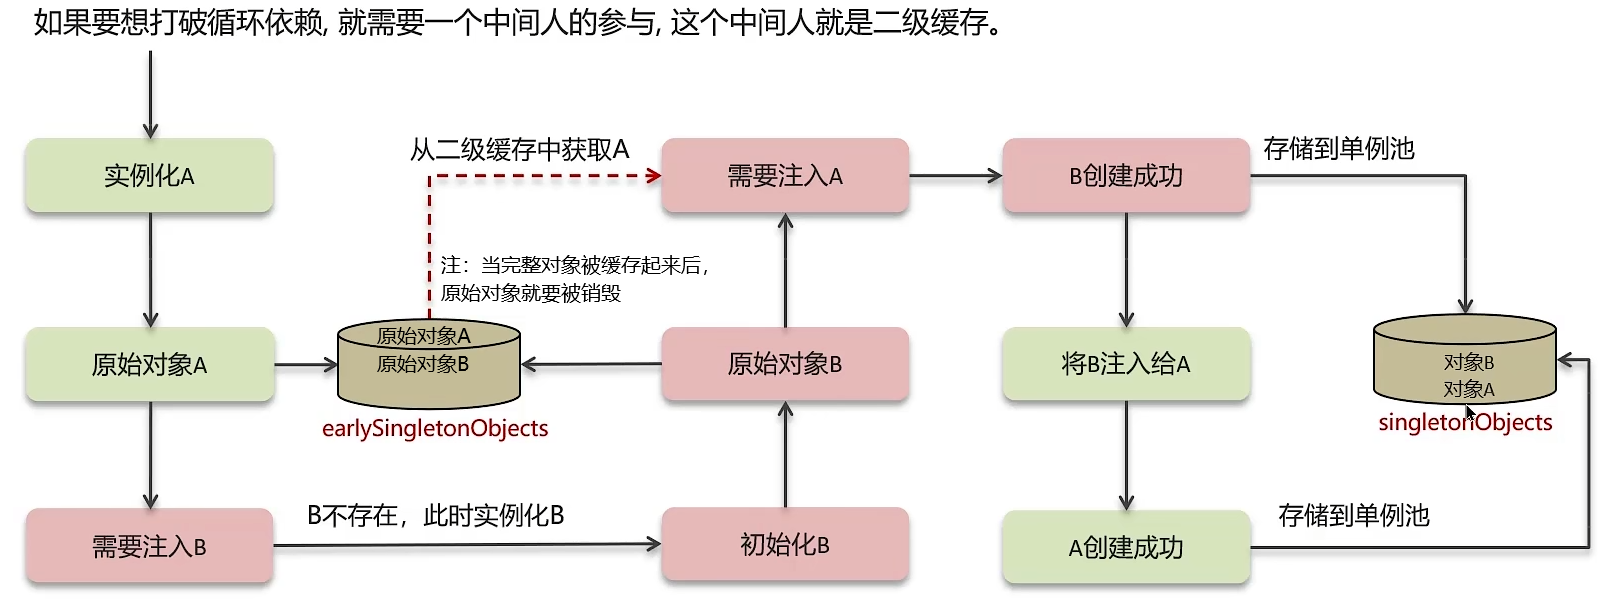 如果要想打破循环依赖, 就需要一个中间人的参与, 这个中间人就是二级缓存。
从二级缓存中获取A
存储到单例池
实例化A
需要注入A
B创建成功
注：当完整对象被缓存起来后，
原始对象就要被销毁
原始对象A
原始对象A
原始对象B
原始对象B
将B注入给A
对象B
对象A
earlySingletonObjects
singletonObjects
B不存在，此时实例化B
存储到单例池
需要注入B
初始化B
A创建成功